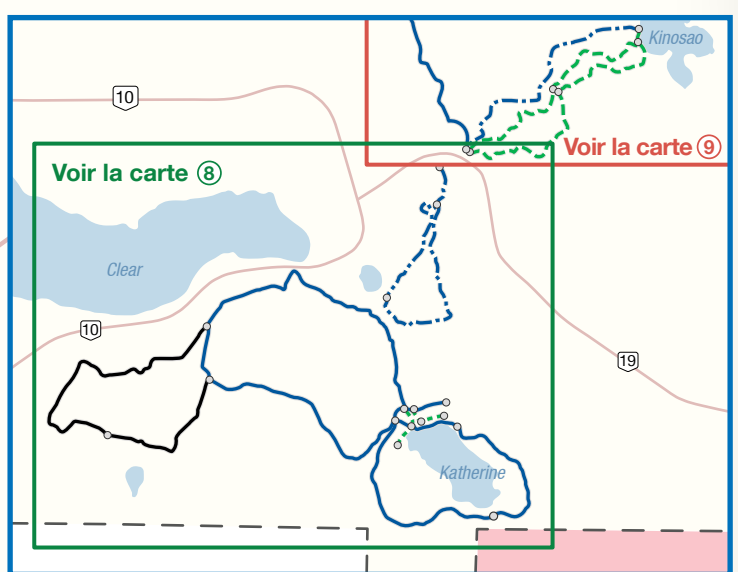 Kinosao
10
Voir la carte ⑨
Voir la carte ⑧
Clear
10
19
Katherine